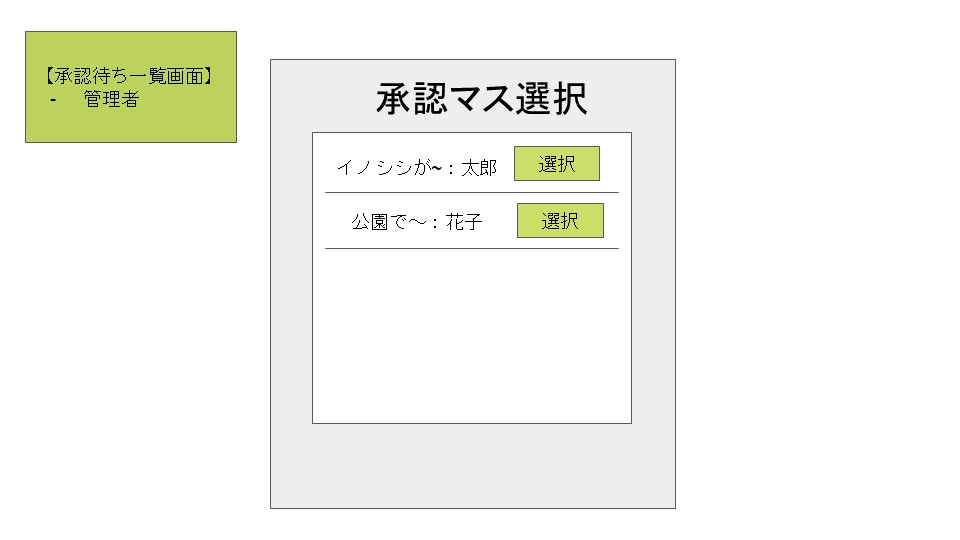 【承認待ち一覧画面】
- 管理者
承認マス選択
イノシシが~：太郎
選択
公園で～：花子
選択